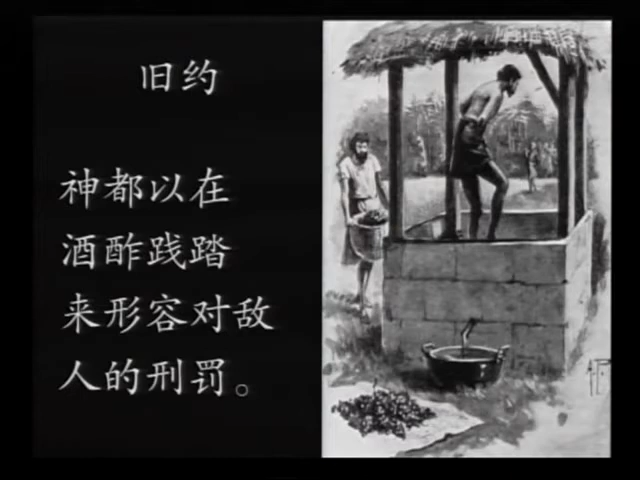 旧约
神都以在
酒酢践踏
来形容对敌
人的刑罚。